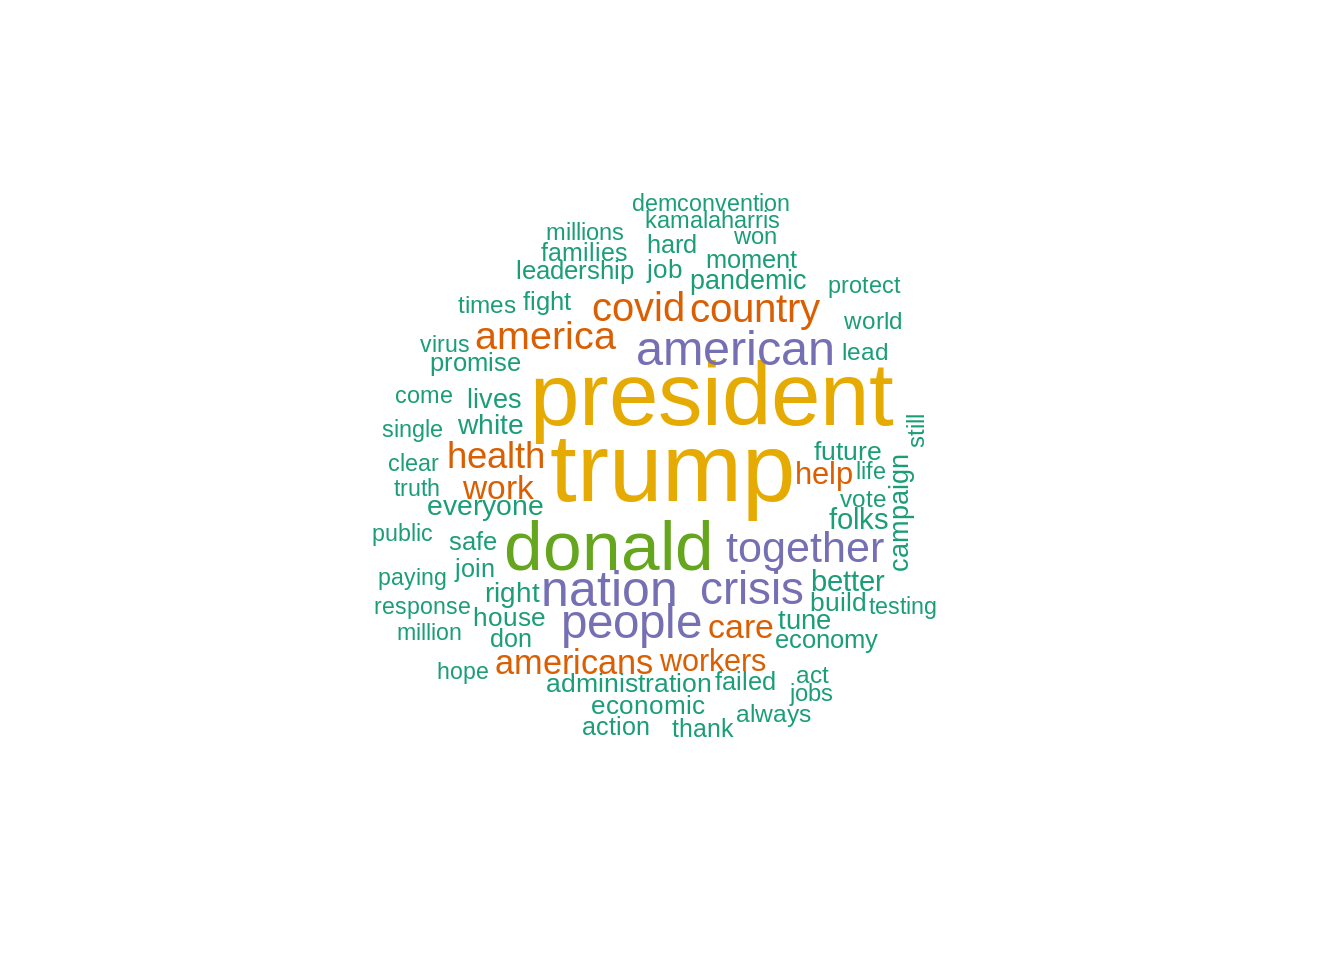 demconvention
kamalaharris
millions
won
families
hard
leadership
job
moment
pandemic
protect
times
fight
covid
country
world
america
virus
american
lead
promise
president
come
lives
single
white
still
health
trump
future
clear
help
life
truth
work
everyone
vote
campaign
folks
public
safe
donald
together
join
paying
right
nation
crisis
better
response
house
people
build
testing
million
don
care
tune
economy
hope
americans
workers
administration
failed
act
jobs
economic
always
action
thank